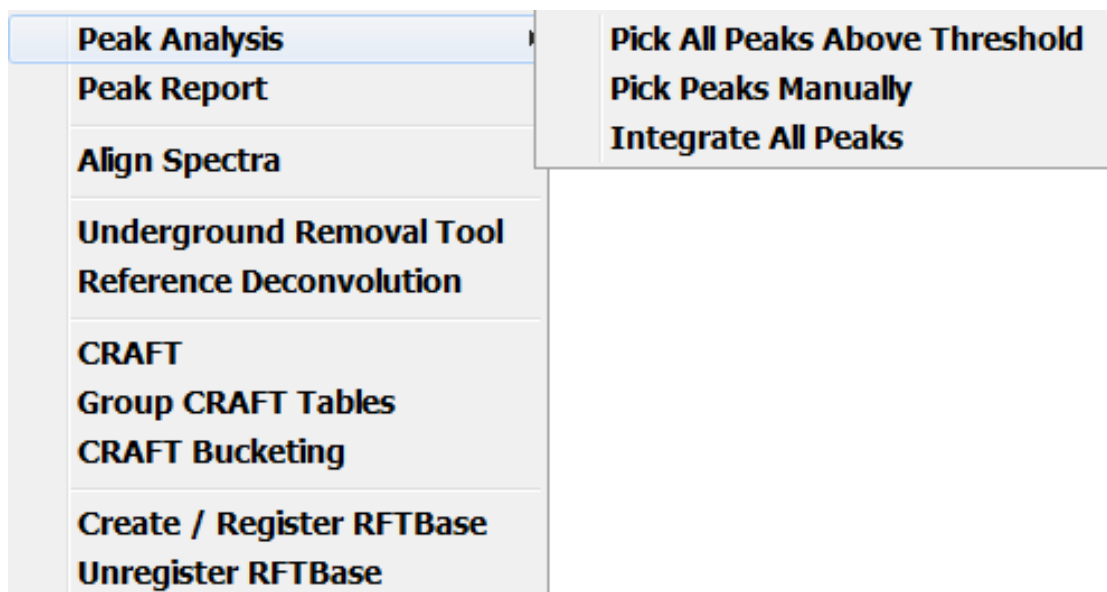 Peak Analysis
Peak Report
Align Spectra
Underground Removal Tool
Reference Deconvolution
CRAFT
Group CRAFT Tables
CRAFT Bucketing
Create / Register RFTBase
Unregister RFTBase
Pick All Peaks Above Threshold
Pick Peaks Manually
Integrate All Peaks